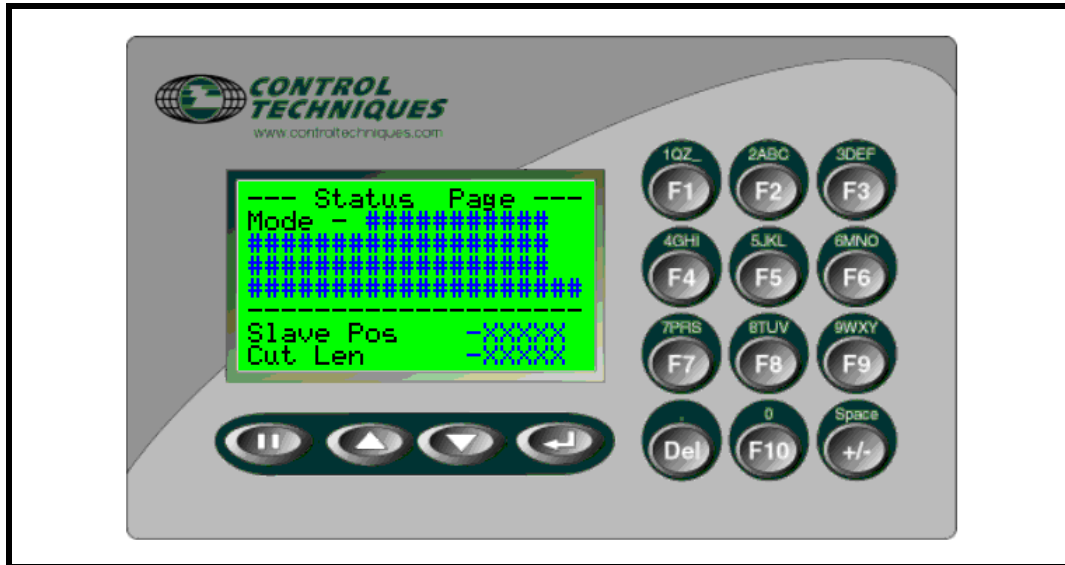 CONTROL
TECHNIQUES
www.controltechniques.com
--- Status Page ---
Mode - ###########
##################
##################
####################
--------------------
Slave Pos -XXXXX
Cut Len -XXXXX
1QZ_ 2ABC 3DEF
F1 F2 F3
4GHI 5JKL 6MNO
F4 F5 F6
7PRS 8TUV 9WXY
F7 F8 F9
. 0 Space
Del F10 +/-